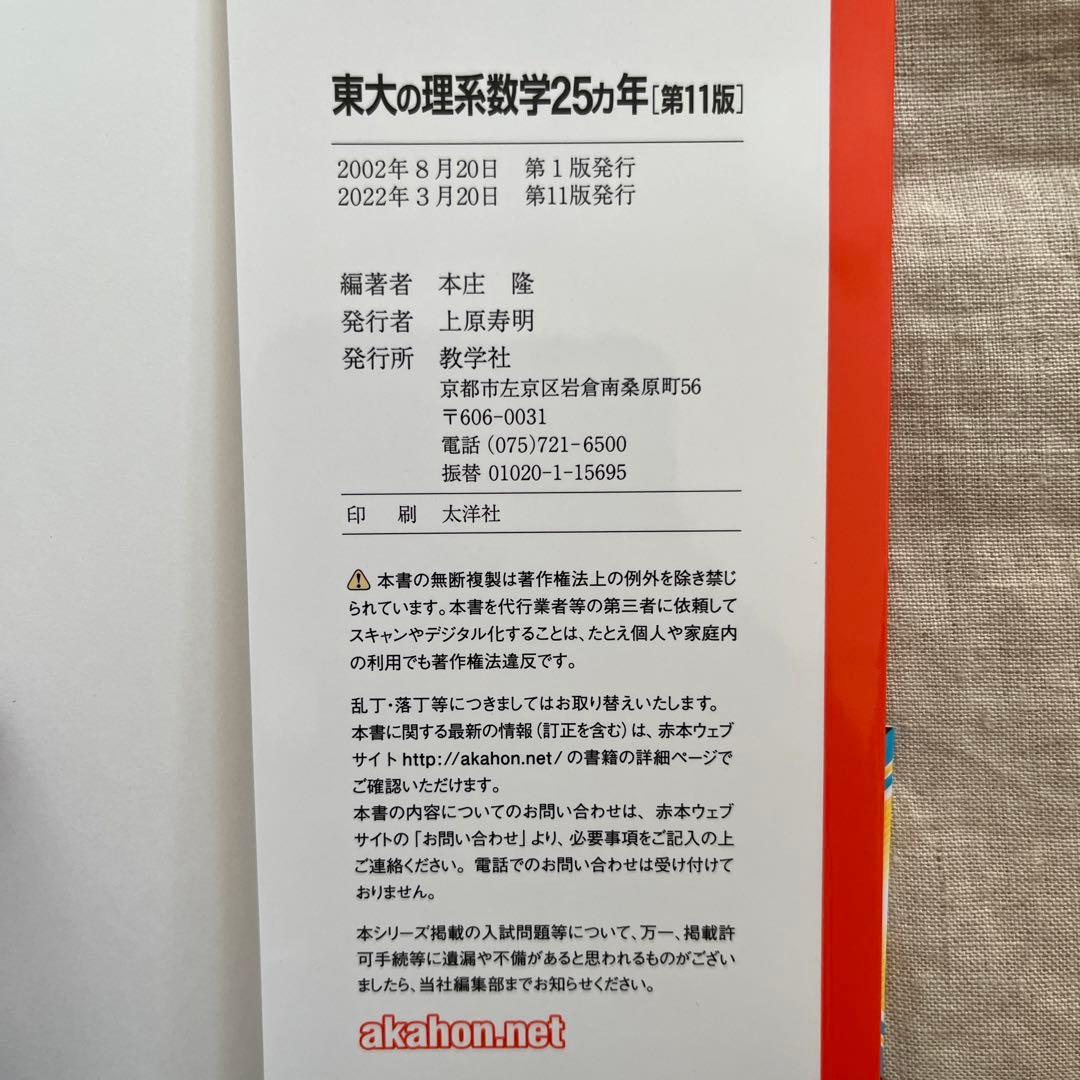 東大の理系数学25カ年[第11版]
2002年8月20日 第1版発行
2022年3月20日 第11版発行
編著者 本庄 隆
発行者 上原寿明
発行所 教学社
京都市左京区岩倉南桑原町56
〒606-0031
電話(075)721-6500
振替 01020-1-15695
印 刷 太洋社
本書の無断複製は著作権法上の例外を除き禁じ
られています。本書を代行業者等の第三者に依頼して
スキャンやデジタル化することは、たとえ個人や家庭内
の利用でも著作権法違反です。
乱丁・落丁等につきましてはお取り替えいたします。
本書に関する最新の情報(訂正を含む)は、赤本ウェブ
サイトhttp://akahon.net/の書籍の詳細ページで
ご確認いただけます。
本書の内容についてのお問い合わせは、赤本ウェブ
サイトの「お問い合わせ」より、必要事項をご記入の上
ご連絡ください。電話でのお問い合わせは受け付けて
おりません。
本シリーズ掲載の入試問題等について、万一、掲載許
可手続等に遺漏や不備があると思われるものがござい
ましたら、当社編集部までお知らせください。
akahon.net